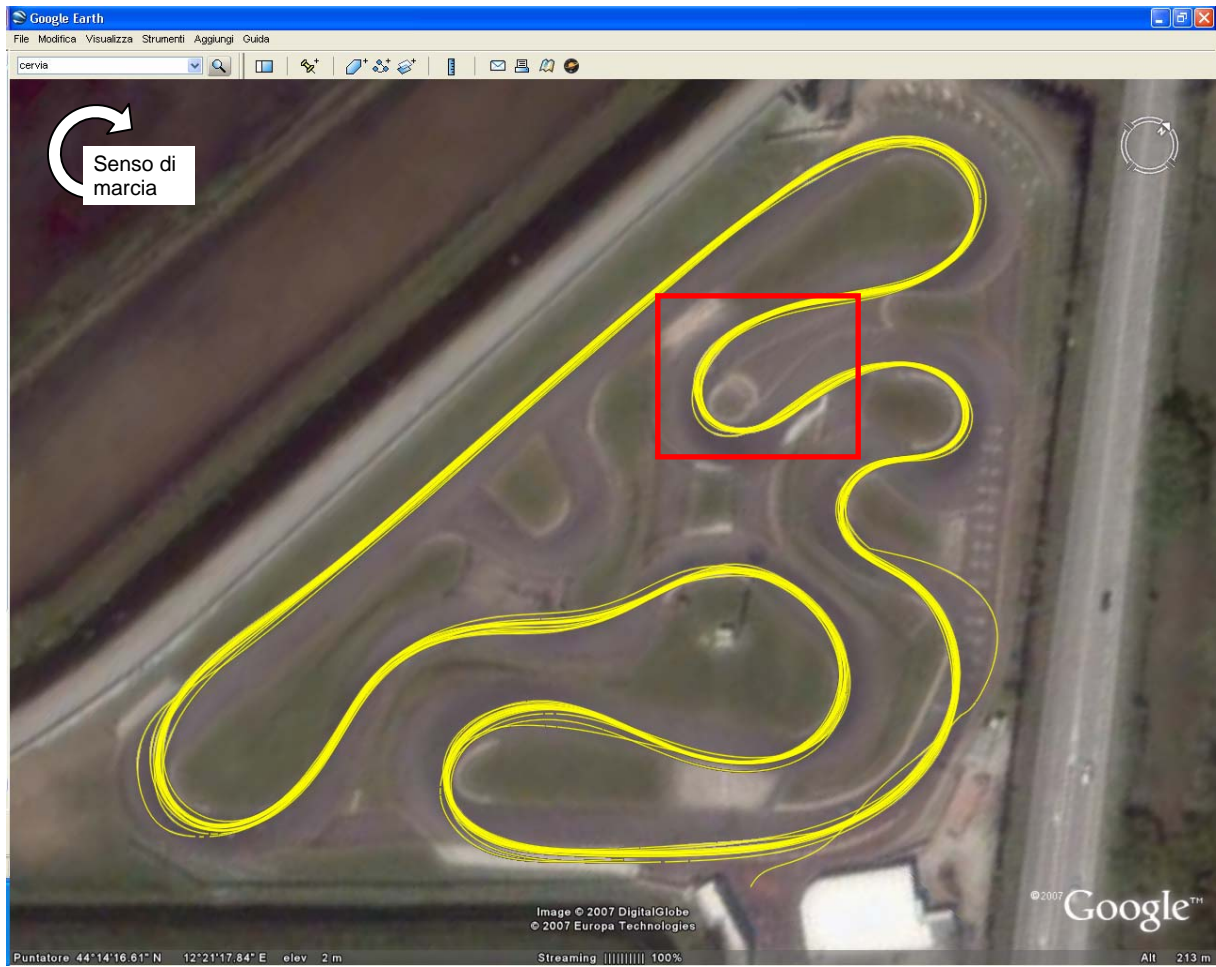 Google Earth
File Modifica Visualizza Strumenti Aggiungi Guida
cervia
Senso di
marcia
N
Image © 2007 DigitalGlobe
© 2007 Europa Technologies
©2007 Google™
Puntatore 44°14'16.61" N 12°21'17.84" E elev 2 m Streaming |||||||||| 100% Alt 213 m